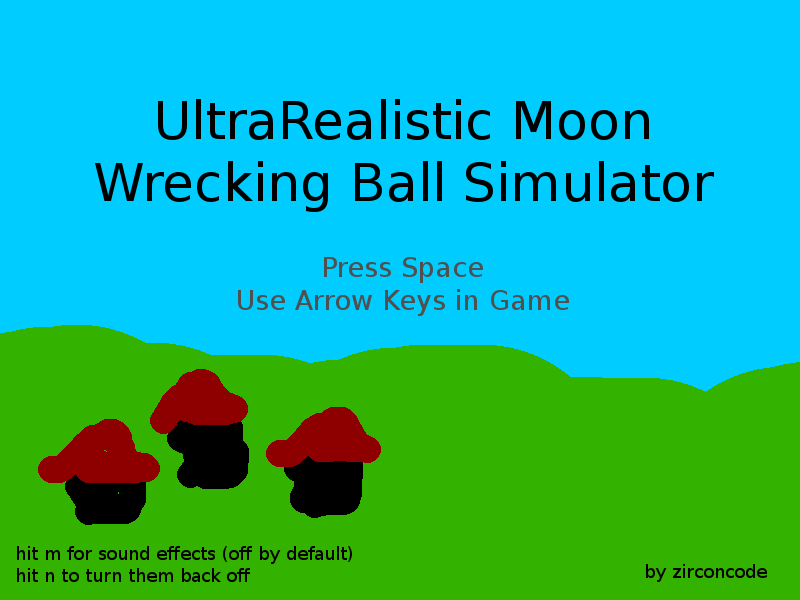 UltraRealistic Moon
Wrecking Ball Simulator
Press Space
Use Arrow Keys in Game
hit m for sound effects (off by default)
hit n to turn them back off
by zirconcode